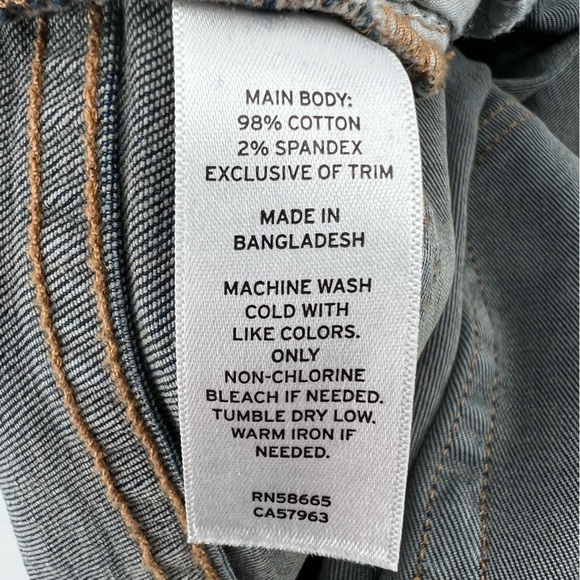 MAIN BODY:
98% COTTON
2% SPANDEX
EXCLUSIVE OF TRIM
MADE IN
BANGLADESH
MACHINE WASH
COLD WITH
LIKE COLORS.
ONLY
NON-CHLORINE
BLEACH IF NEEDED.
TUMBLE DRY LOW.
WARM IRON IF
NEEDED.
RN58665
CA57963